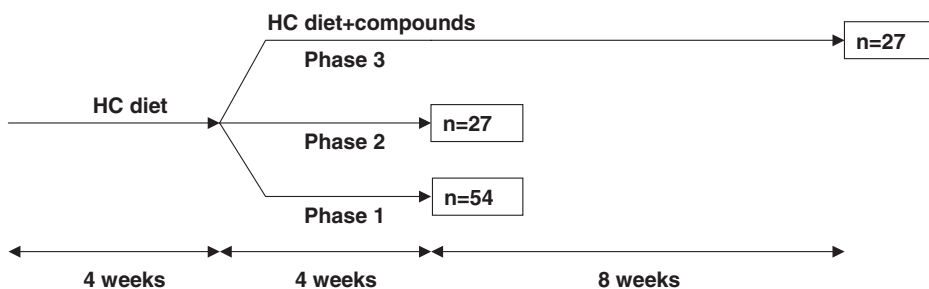 HC diet+compounds
n=27
Phase 3
HC diet
n=27
Phase 2
n=54
Phase 1
4 weeks
4 weeks
8 weeks